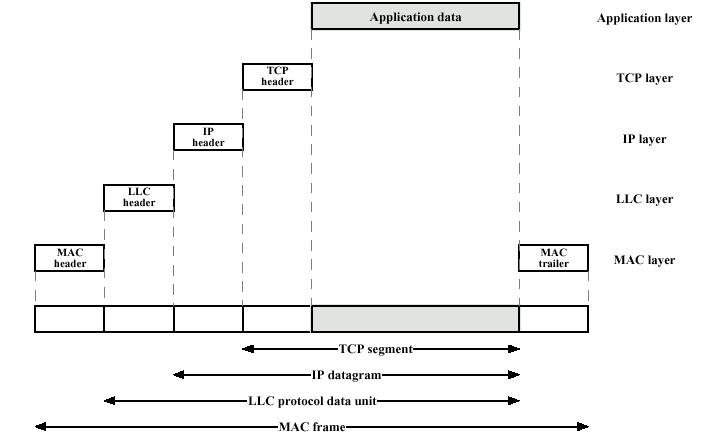 Application data
Application layer
TCP
header
TCP layer
IP
header
IP layer
LLC
header
LLC layer
MAC
header
MAC
trailer
MAC layer
TCP segment
IP datagram
LLC protocol data unit
MAC frame